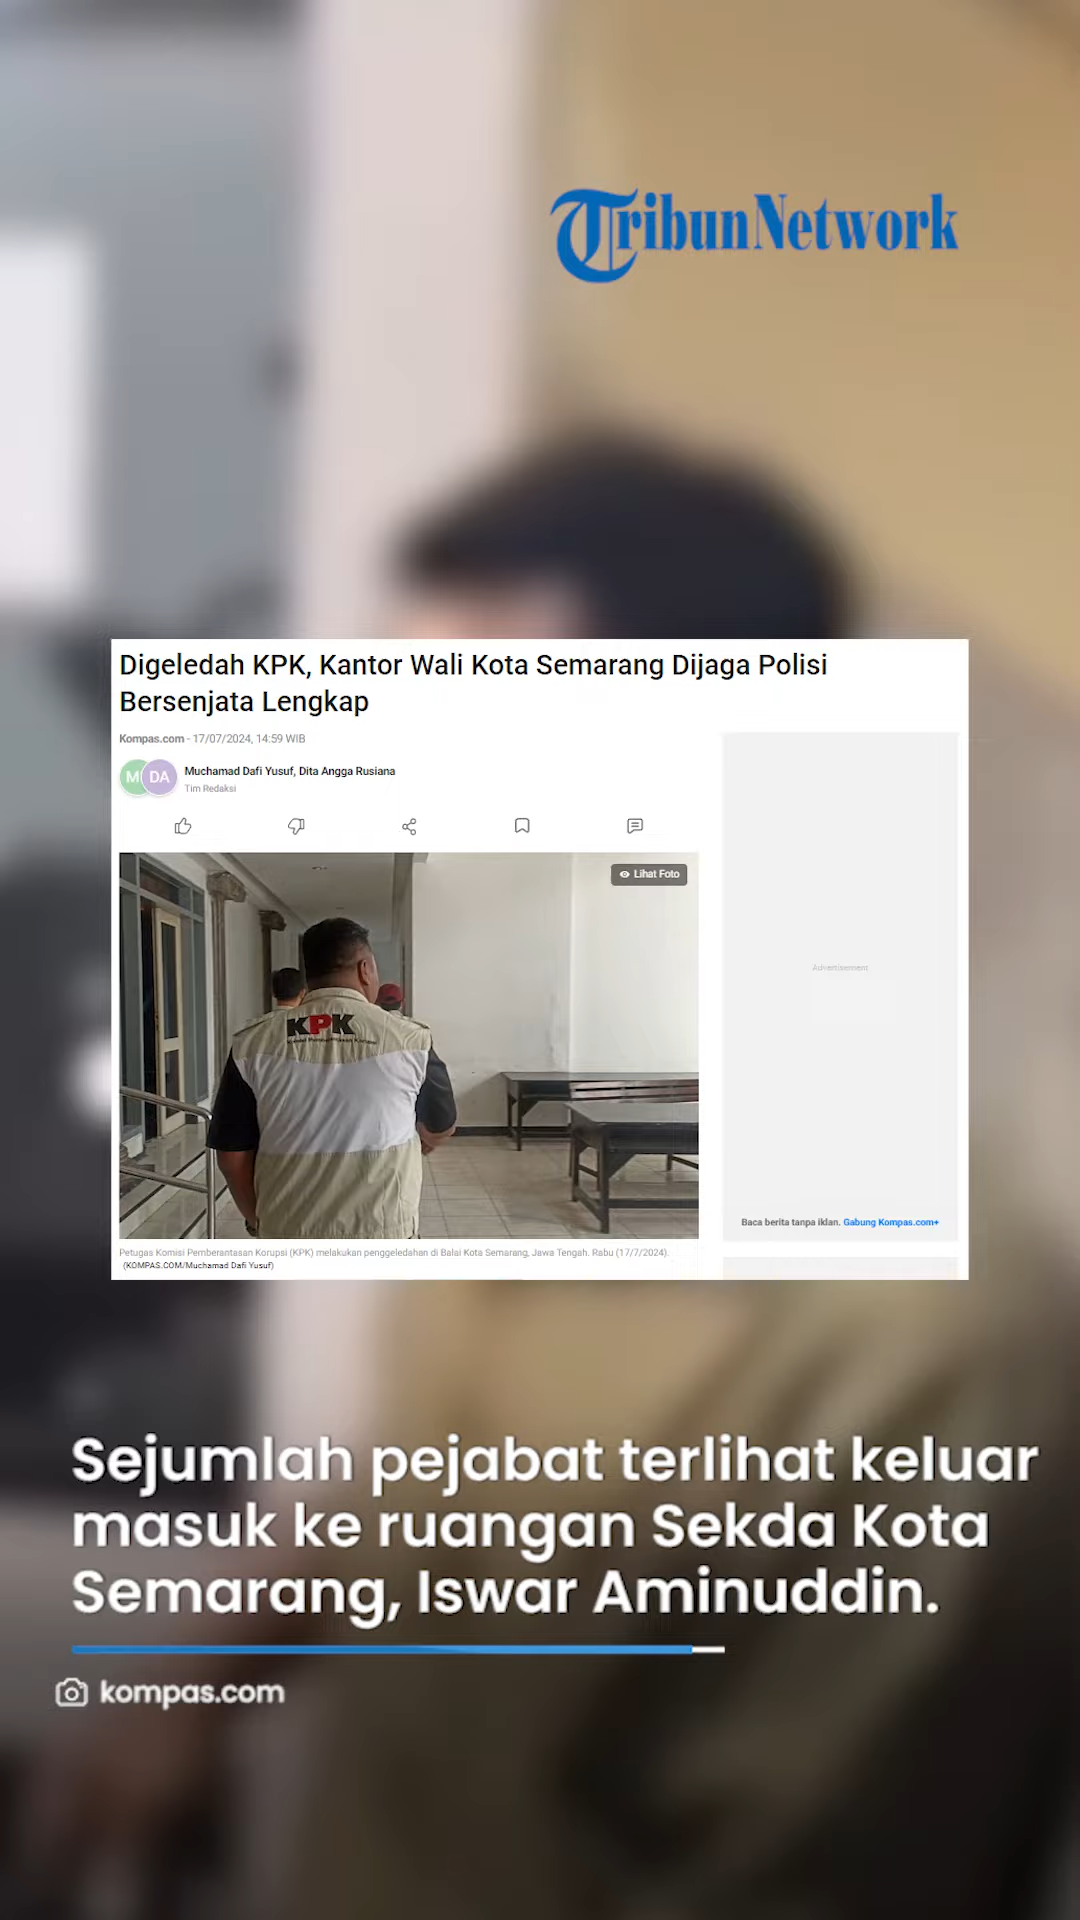 TribunNetwork
Digeledah KPK, Kantor Wali Kota Semarang Dijaga Polisi
Bersenjata Lengkap
Kompas.com - 17/07/2024, 14:59 WIB
M DA
Muchamad Dafi Yusuf, Dita Angga Rusiana
Tim Redaksi
Lihat Foto
KPK
Advertisement
Baca berita tanpa iklan. Gabung Kompas.com+
Petugas Komisi Pemberantasan Korupsi (KPK) melakukan penggeledahan di Balai Kota Semarang, Jawa Tengah. Rabu (17/7/2024).
(KOMPAS.COM/Muchamad Dafi Yusuf)
Sejumlah pejabat terlihat keluar
masuk ke ruangan Sekda Kota
Semarang, Iswar Aminuddin.
kompas.com